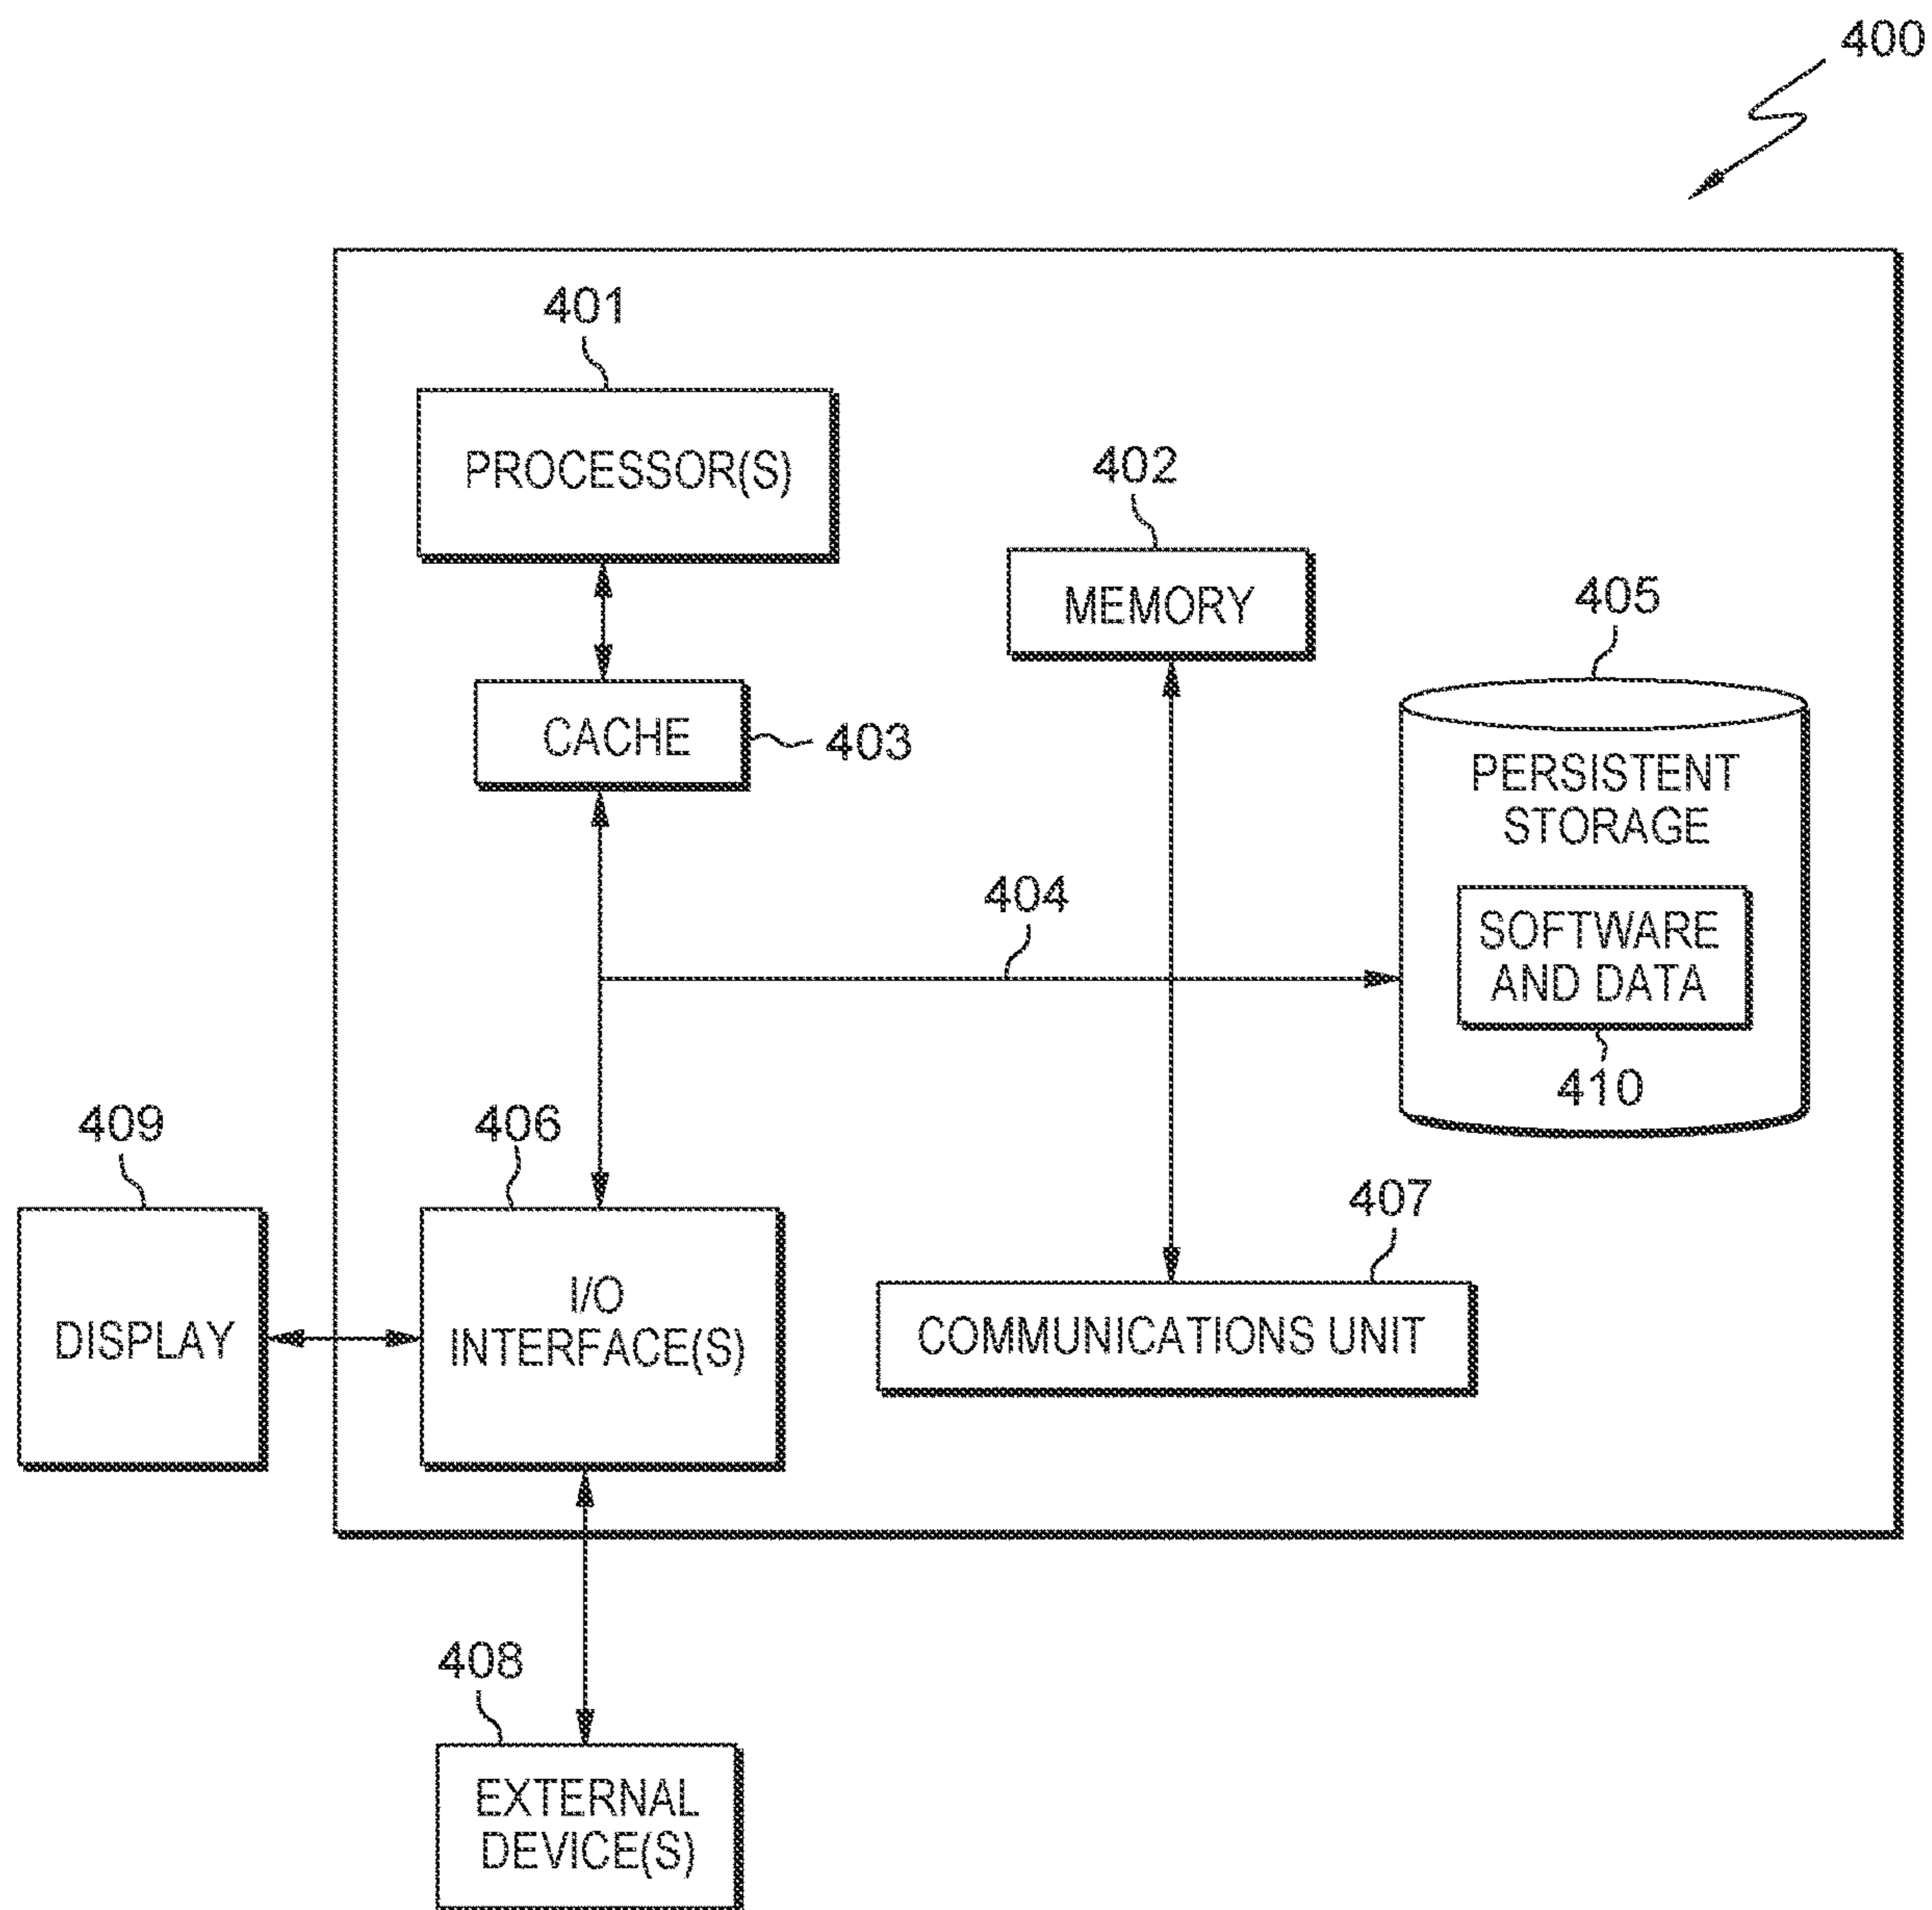 400
401
PROCESSOR(S)
402
MEMORY
405
CACHE
403
PERSISTENT
STORAGE
404
SOFTWARE
AND DATA
410
409
406
407
DISPLAY
I/O
INTERFACE(S)
COMMUNICATIONS UNIT
408
EXTERNAL
DEVICE(S)